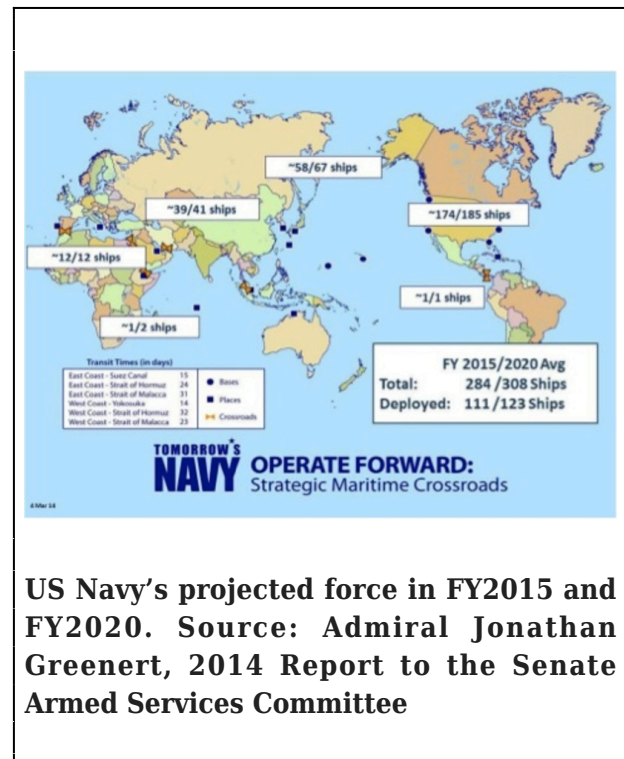 ~58/67 ships
~39/41 ships
~174/185 ships
~12/12 ships
~1/1 ships
~1/2 ships
FY 2015/2020 Avg
Total: 284 /308 Ships
Deployed: 111/123 Ships
Transit Times (in days)
East Coast - Suez Canal 15
East Coast - Strait of Hormuz 24
East Coast - Strait of Malacca 31
West Coast - Yokosuka 14
West Coast - Strait of Hormuz 32
West Coast - Strait of Malacca 23
Bases
Places
Crossroads
TOMORROW'S
NAVY
OPERATE FORWARD:
Strategic Maritime Crossroads
4 Mar 14
US Navy’s projected force in FY2015 and
FY2020. Source: Admiral Jonathan
Greenert, 2014 Report to the Senate
Armed Services Committee